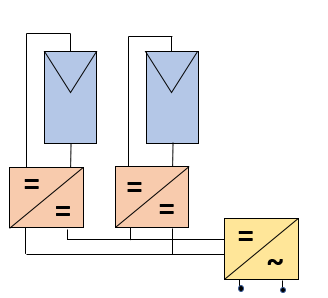 = =
= =
=
~